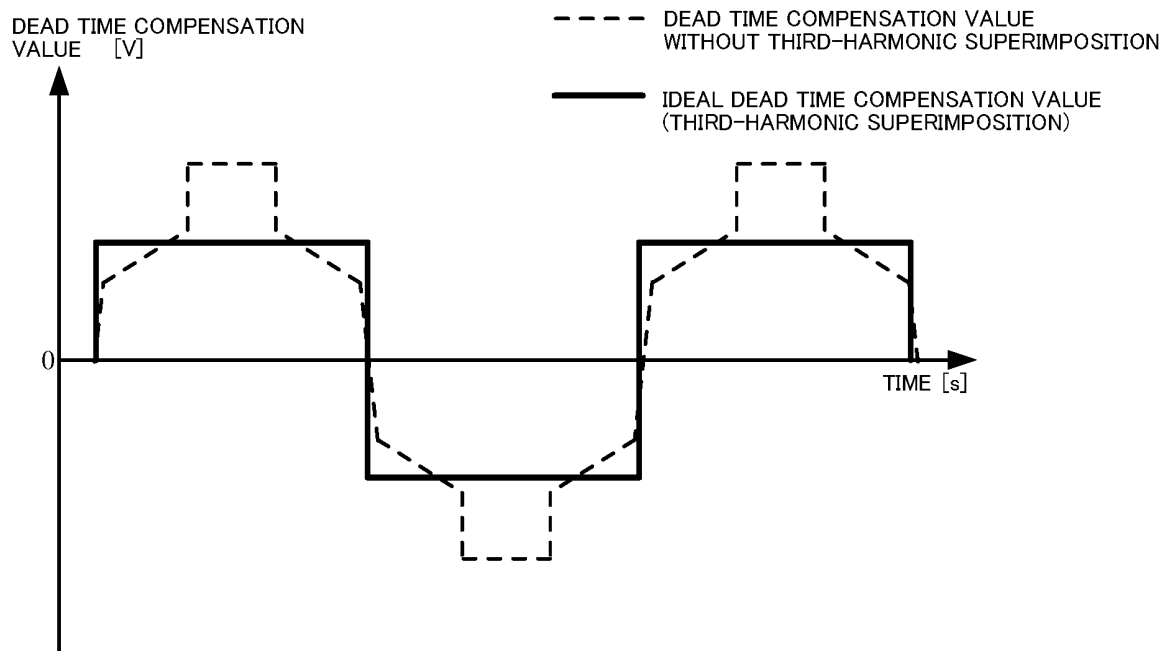 DEAD TIME COMPENSATION
VALUE [V]
DEAD TIME COMPENSATION VALUE
WITHOUT THIRD-HARMONIC SUPERIMPOSITION
IDEAL DEAD TIME COMPENSATION VALUE
(THIRD-HARMONIC SUPERIMPOSITION)
0
TIME [s]